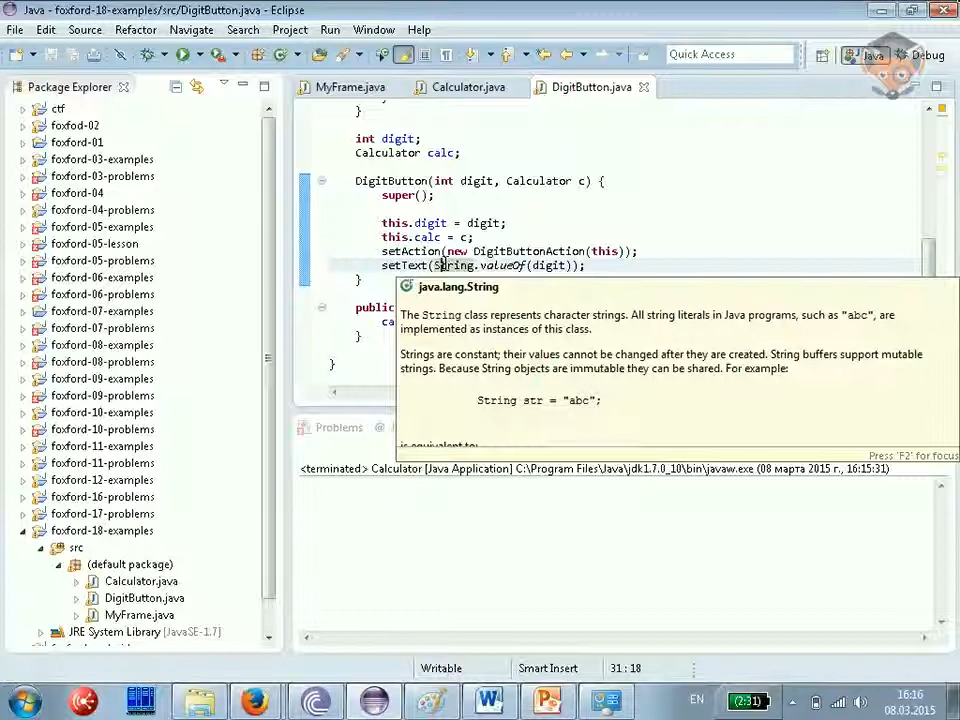 Java - foxford-18-examples/src/DigitButton.java - Eclipse
File Edit Source Refactor Navigate Search Project Run Window Help
Quick Access
Java
Debug
Package Explorer
MyFrame.java
Calculator.java
DigitButton.java
ctf
foxfod-02
foxford-01
foxford-03-examples
foxford-03-problems
foxford-04
foxford-04-problems
foxford-05-examples
foxford-05-lesson
foxford-05-problems
foxford-06-problems
foxford-07-examples
foxford-07-problems
foxford-08-examples
foxford-08-problems
foxford-09-examples
foxford-09-problems
foxford-10-examples
foxford-10-problems
foxford-11-examples
foxford-11-problems
foxford-12-examples
foxford-16-problems
foxford-17-problems
foxford-18-examples
src
(default package)
Calculator.java
DigitButton.java
MyFrame.java
JRE System Library [JavaSE-1.7]
}
int digit;
Calculator calc;
DigitButton(int digit, Calculator c) {
super();
this.digit = digit;
this.calc = c;
setAction(new DigitButtonAction(this));
setText(String.valueOf(digit));
}
public
ca
}
}
java.lang.String
The String class represents character strings. All string literals in Java programs, such as "abc", are
implemented as instances of this class.
Strings are constant; their values cannot be changed after they are created. String buffers support mutable
strings. Because String objects are immutable they can be shared. For example:
String str = "abc";
is equivalent to:
Press 'F2' for focus
Problems @
<terminated> Calculator [Java Application] C:\Program Files\Java\jdk1.7.0_10\bin\javaw.exe (08 марта 2015 г., 16:15:31)
Writable
Smart Insert
31 : 18
EN
(2:31)
16:16
08.03.2015